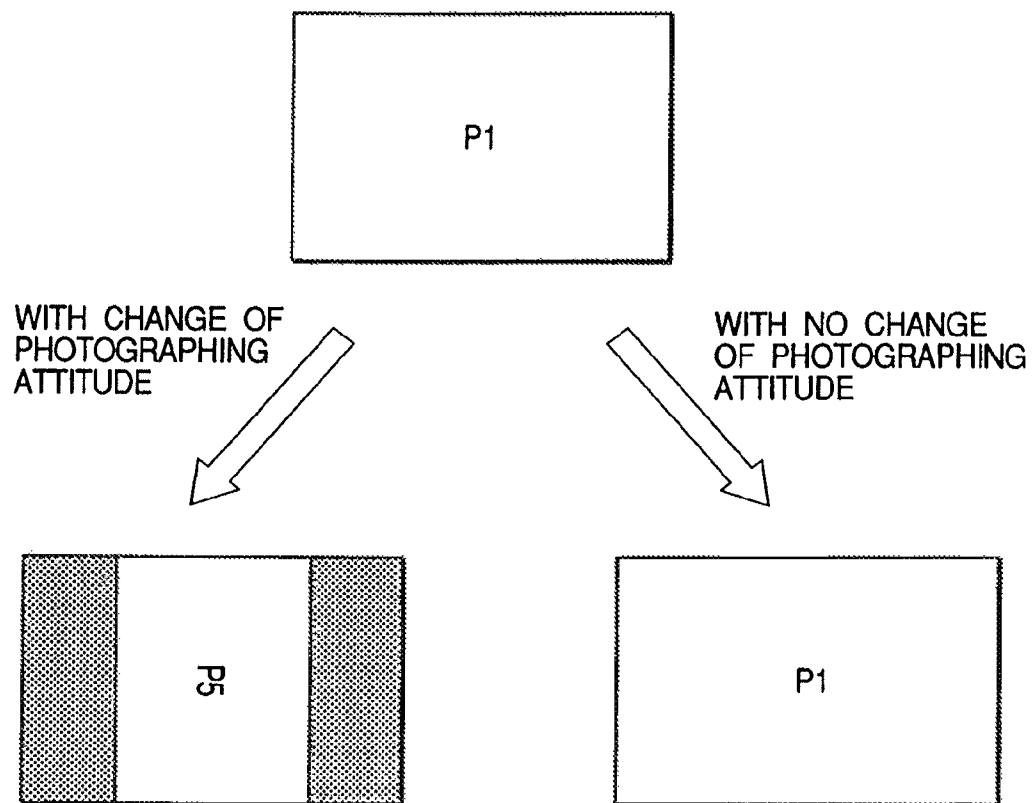 P1
WITH CHANGE OF
PHOTOGRAPHING
ATTITUDE
WITH NO CHANGE
OF PHOTOGRAPHING
ATTITUDE
P5
P1